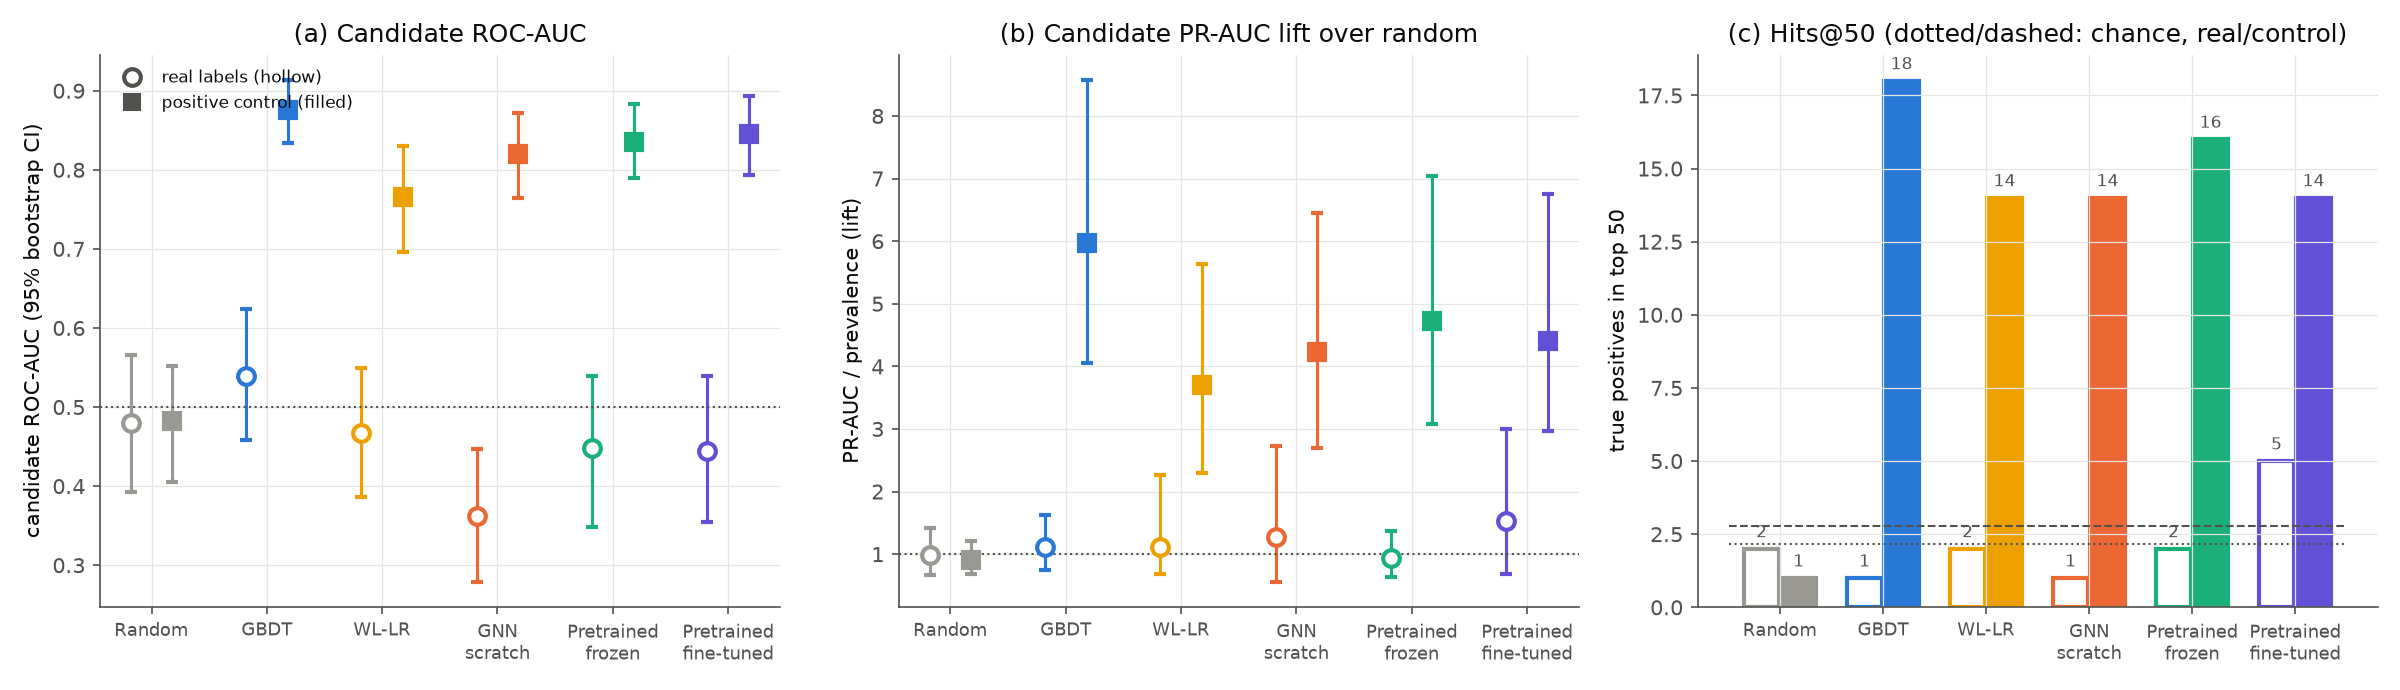 (a) Candidate ROC-AUC
real labels (hollow)
positive control (filled)
candidate ROC-AUC (95% bootstrap CI)
0.9
0.8
0.7
0.6
0.5
0.4
0.3
Random
GBDT
WL-LR
GNN
scratch
Pretrained
frozen
Pretrained
fine-tuned
(b) Candidate PR-AUC lift over random
PR-AUC / prevalence (lift)
8
7
6
5
4
3
2
1
Random
GBDT
WL-LR
GNN
scratch
Pretrained
frozen
Pretrained
fine-tuned
(c) Hits@50 (dotted/dashed: chance, real/control)
true positives in top 50
17.5
15.0
12.5
10.0
7.5
5.0
2.5
0.0
2
1
1
18
2
14
1
14
2
16
5
14
Random
GBDT
WL-LR
GNN
scratch
Pretrained
frozen
Pretrained
fine-tuned